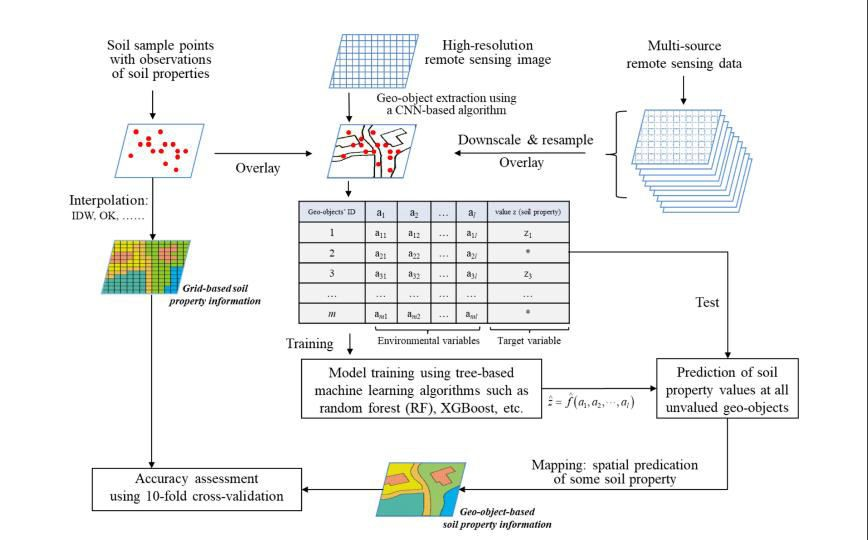 Soil sample points
with observations
of soil properties
High-resolution
remote sensing image
Multi-source
remote sensing data
Geo-object extraction using
a CNN-based algorithm
Overlay
Downscale & resample
Overlay
Interpolation:
IDW, OK, ……
Grid-based soil
property information
Geo-objects' ID a1 a2 … al value z (soil property)
1 a11 a12 … a1l z1
2 a21 a22 … a2l *
3 a31 a32 … a3l z3
… … … … …
m am1 am2 … aml *
Environmental variables
Target variable
Training
Test
Model training using tree-based
machine learning algorithms such as
random forest (RF), XGBoost, etc.
ẑ = f̂(a1, a2, ⋯, al)
Prediction of soil
property values at all
unvalued geo-objects
Mapping: spatial predication
of some soil property
Accuracy assessment
using 10-fold cross-validation
Geo-object-based
soil property information